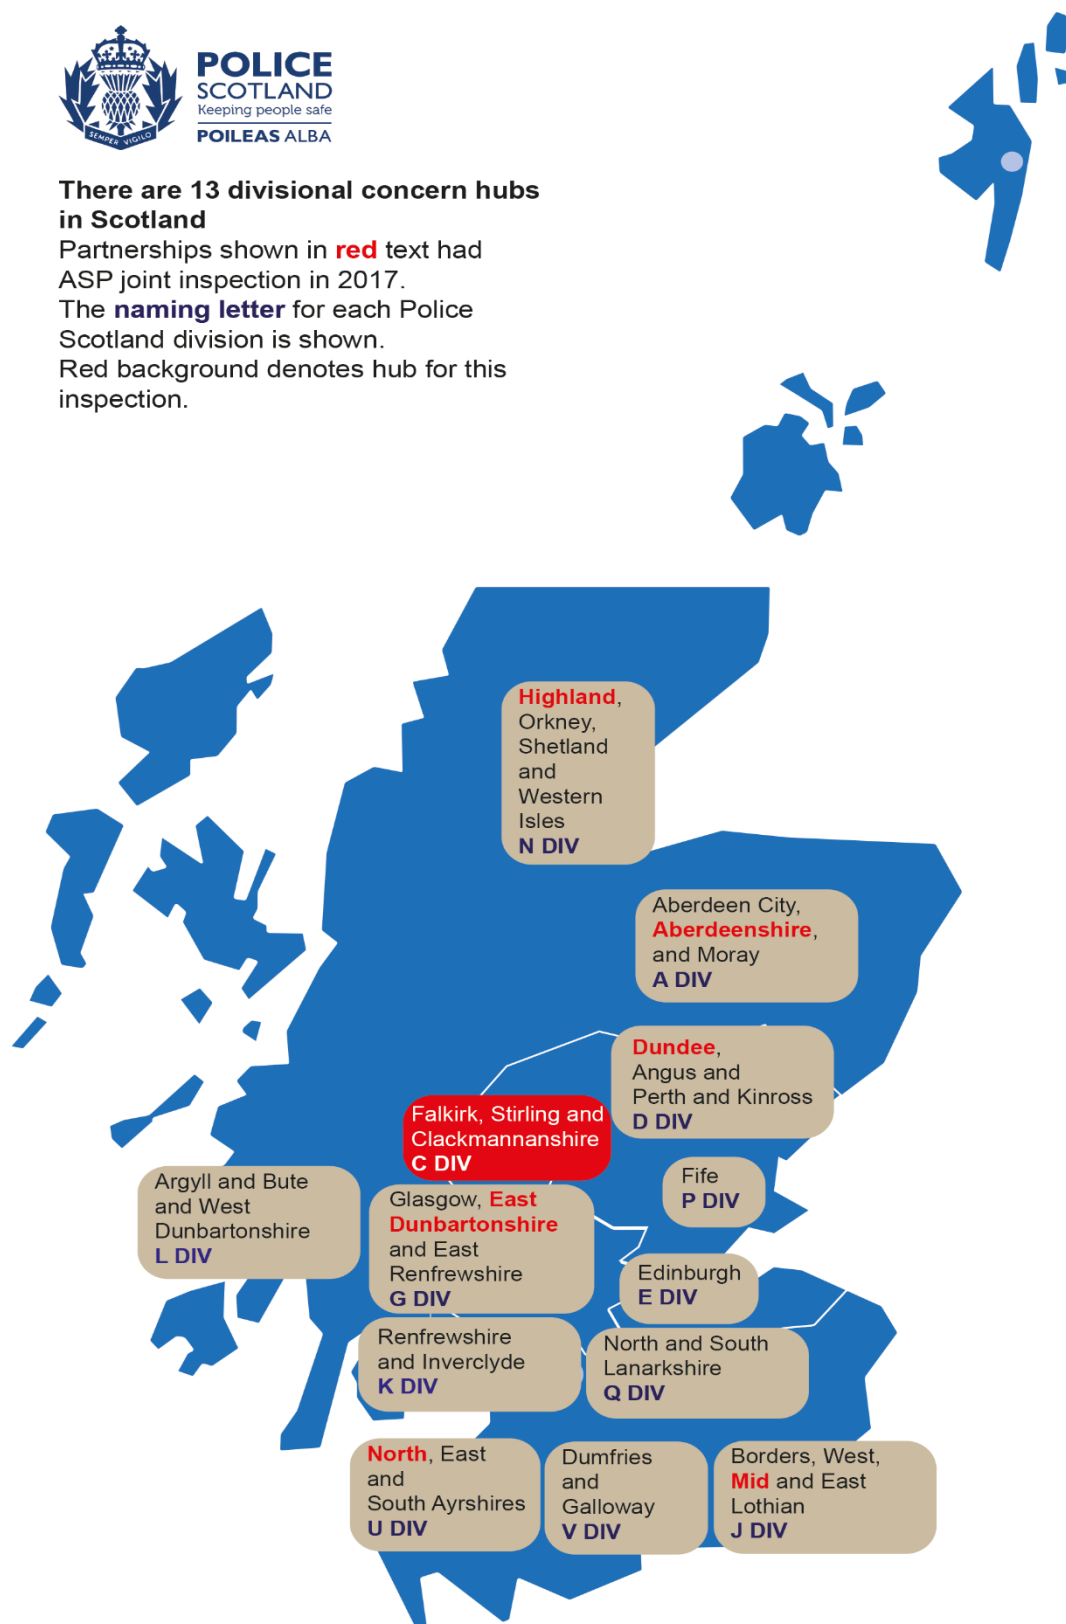 POLICE
SCOTLAND
Keeping people safe
POILEAS ALBA
SEMPER VIGILO
There are 13 divisional concern hubs
in Scotland
Partnerships shown in red text had
ASP joint inspection in 2017.
The naming letter for each Police
Scotland division is shown.
Red background denotes hub for this
inspection.
Highland,
Orkney,
Shetland
and
Western
Isles
N DIV
Aberdeen City,
Aberdeenshire,
and Moray
A DIV
Dundee,
Angus and
Perth and Kinross
D DIV
Falkirk, Stirling and
Clackmannanshire
C DIV
Fife
P DIV
Argyll and Bute
and West
Dunbartonshire
L DIV
Glasgow, East
Dunbartonshire
and East
Renfrewshire
G DIV
Edinburgh
E DIV
Renfrewshire
and Inverclyde
K DIV
North and South
Lanarkshire
Q DIV
North, East
and
South Ayrshires
U DIV
Dumfries
and
Galloway
V DIV
Borders, West,
Mid and East
Lothian
J DIV